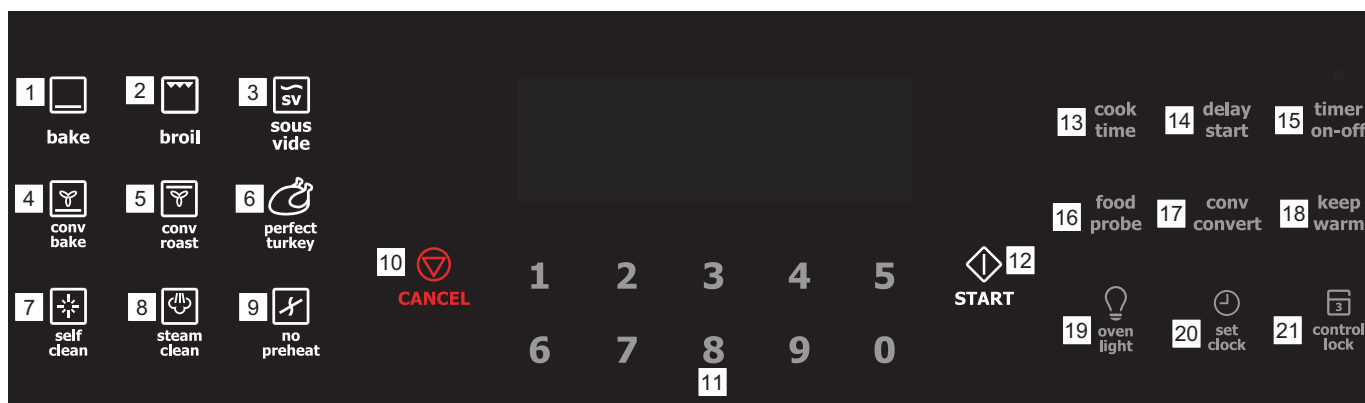 1
bake
2
broil
3
sv
sous
vide
4
conv
bake
5
conv
roast
6
perfect
turkey
7
self
clean
8
steam
clean
9
no
preheat
10
CANCEL
1 2 3 4 5
6 7 8 9 0
11
12
START
13
cook
time
14
delay
start
15
timer
on-off
16
food
probe
17
conv
convert
18
keep
warm
19
oven
light
20
set
clock
21
3
control
lock